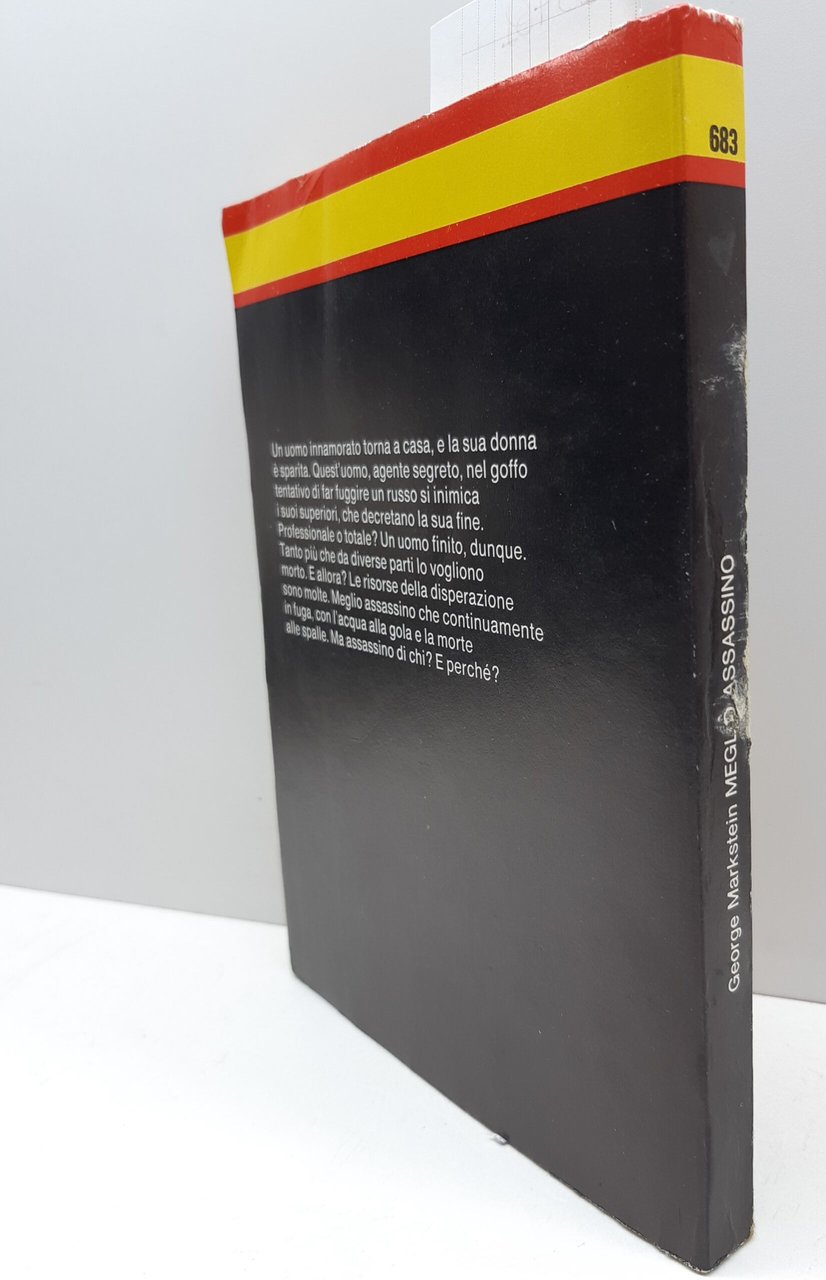 683
Un uomo innamorato torna a casa, e la sua donna
è sparita. Quest'uomo, agente segreto, nel goffo
tentativo di far fuggire un russo si inimica
i suoi superiori, che decretano la sua fine.
Professionale o totale? Un uomo finito, dunque.
Tanto più che da diverse parti lo vogliono
morto. E allora? Le risorse della disperazione
sono molte. Meglio assassino che continuamente
in fuga, con l'acqua alla gola e la morte
alle spalle. Ma assassino di chi? E perché?
George Markstein MEGLIO ASSASSINO